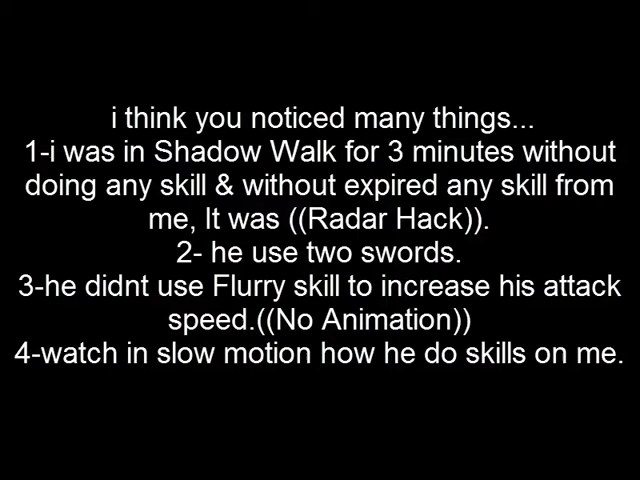 i think you noticed many things...
1-i was in Shadow Walk for 3 minutes without
doing any skill & without expired any skill from
me, It was ((Radar Hack)).
2- he use two swords.
3-he didnt use Flurry skill to increase his attack
speed.((No Animation))
4-watch in slow motion how he do skills on me.